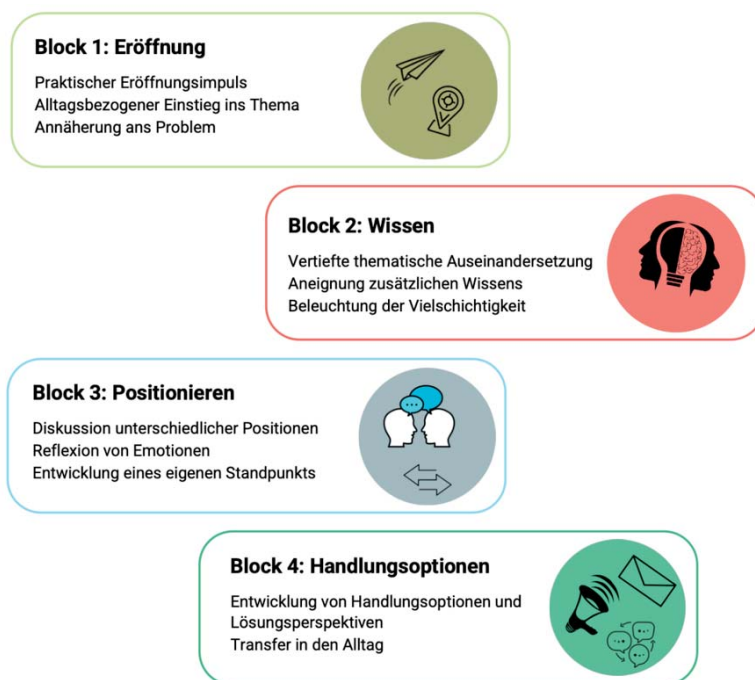 Block 1: Eröffnung
Praktischer Eröffnungsimpuls
Alltagsbezogener Einstieg ins Thema
Annäherung ans Problem
Block 2: Wissen
Vertiefte thematische Auseinandersetzung
Aneignung zusätzlichen Wissens
Beleuchtung der Vielschichtigkeit
Block 3: Positionieren
Diskussion unterschiedlicher Positionen
Reflexion von Emotionen
Entwicklung eines eigenen Standpunkts
Block 4: Handlungsoptionen
Entwicklung von Handlungsoptionen und
Lösungsperspektiven
Transfer in den Alltag